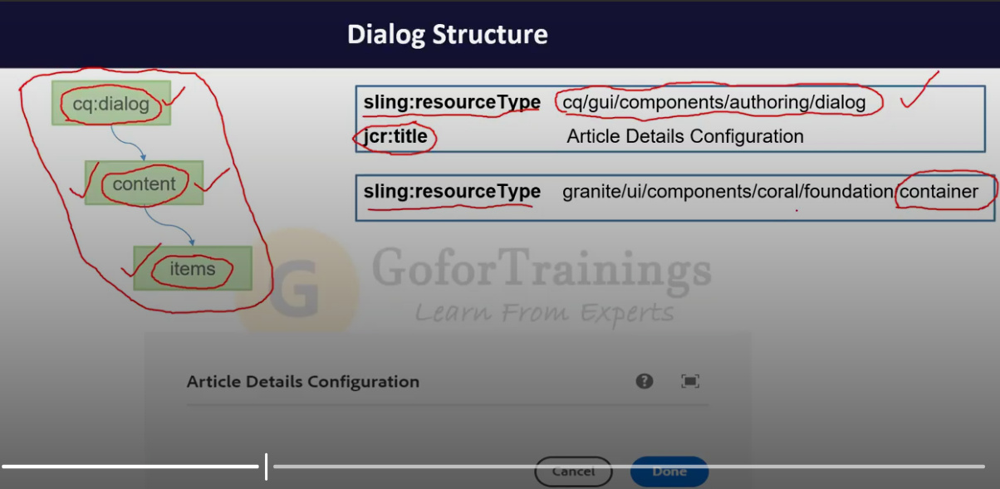 Dialog Structure
cq:dialog
sling:resourceType cq/gui/components/authoring/dialog
jcr:title Article Details Configuration
content
sling:resourceType granite/ui/components/coral/foundation/container
items
G
GoforTrainings
Learn From Experts
Article Details Configuration
?
Cancel Done